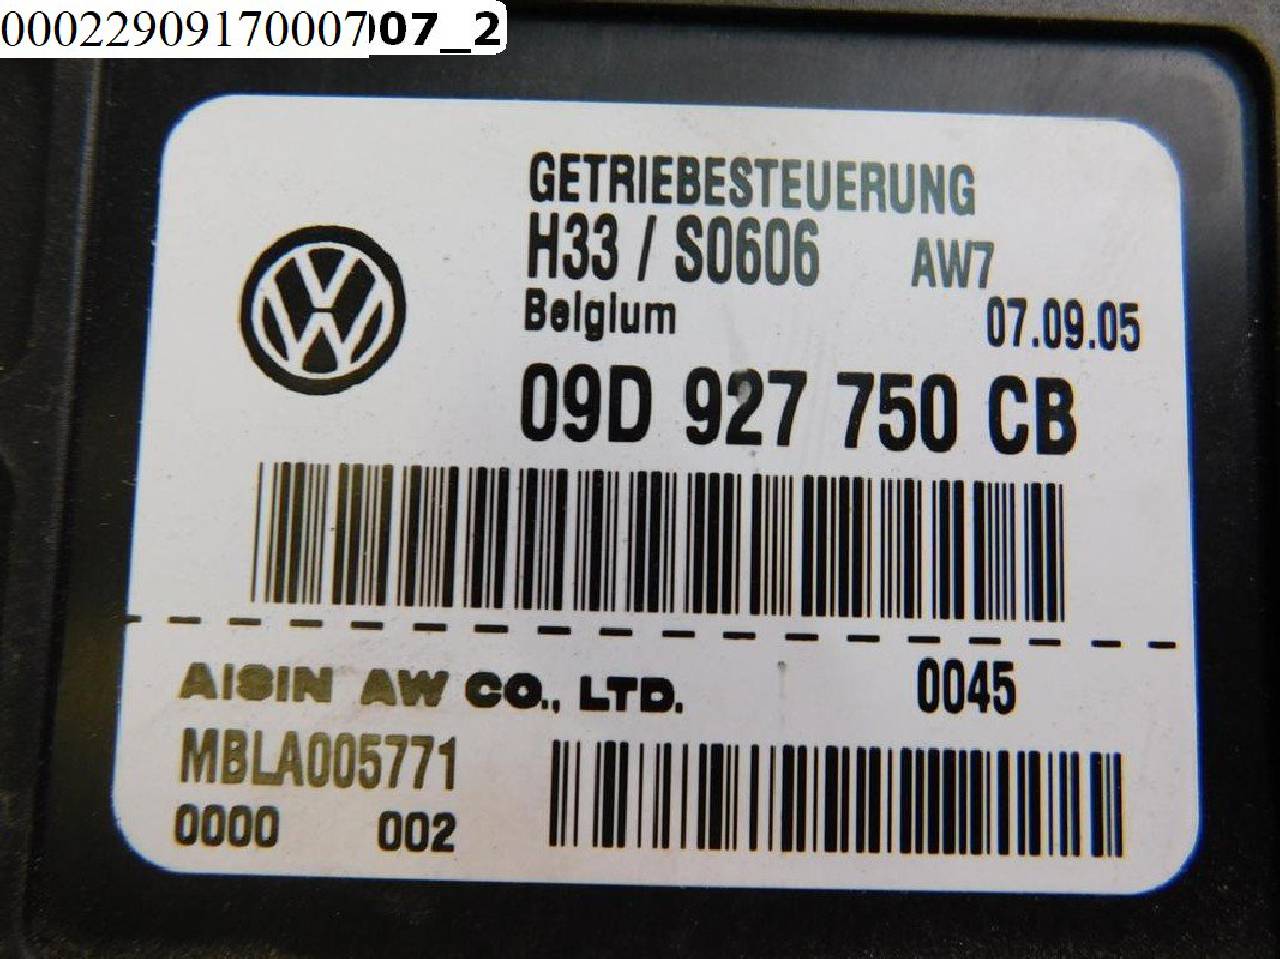 00022909170007007_2
GETRIEBESTEUERUNG
H33 / S0606 AW7
Belgium 07.09.05
09D 927 750 CB
AISIN AW CO., LTD. 0045
MBLA005771
0000 002